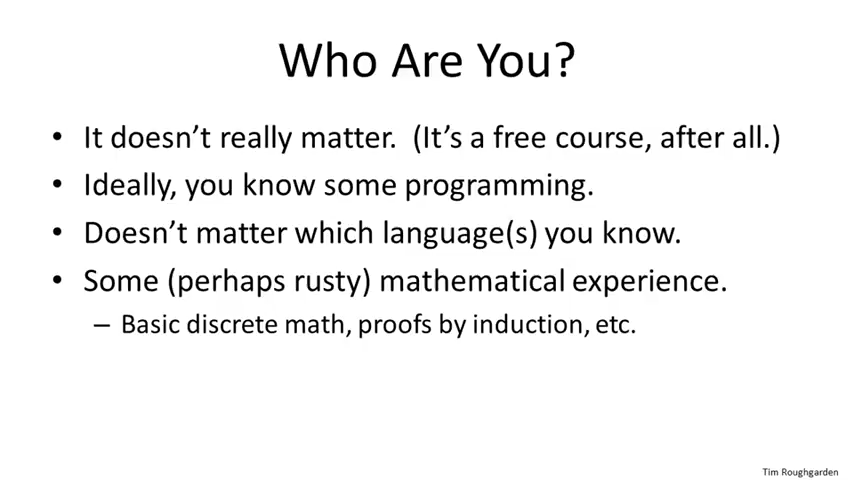 Who Are You?
• It doesn't really matter.  (It's a free course, after all.)
• Ideally, you know some programming.
• Doesn't matter which language(s) you know.
• Some (perhaps rusty) mathematical experience.
– Basic discrete math, proofs by induction, etc.
Tim Roughgarden